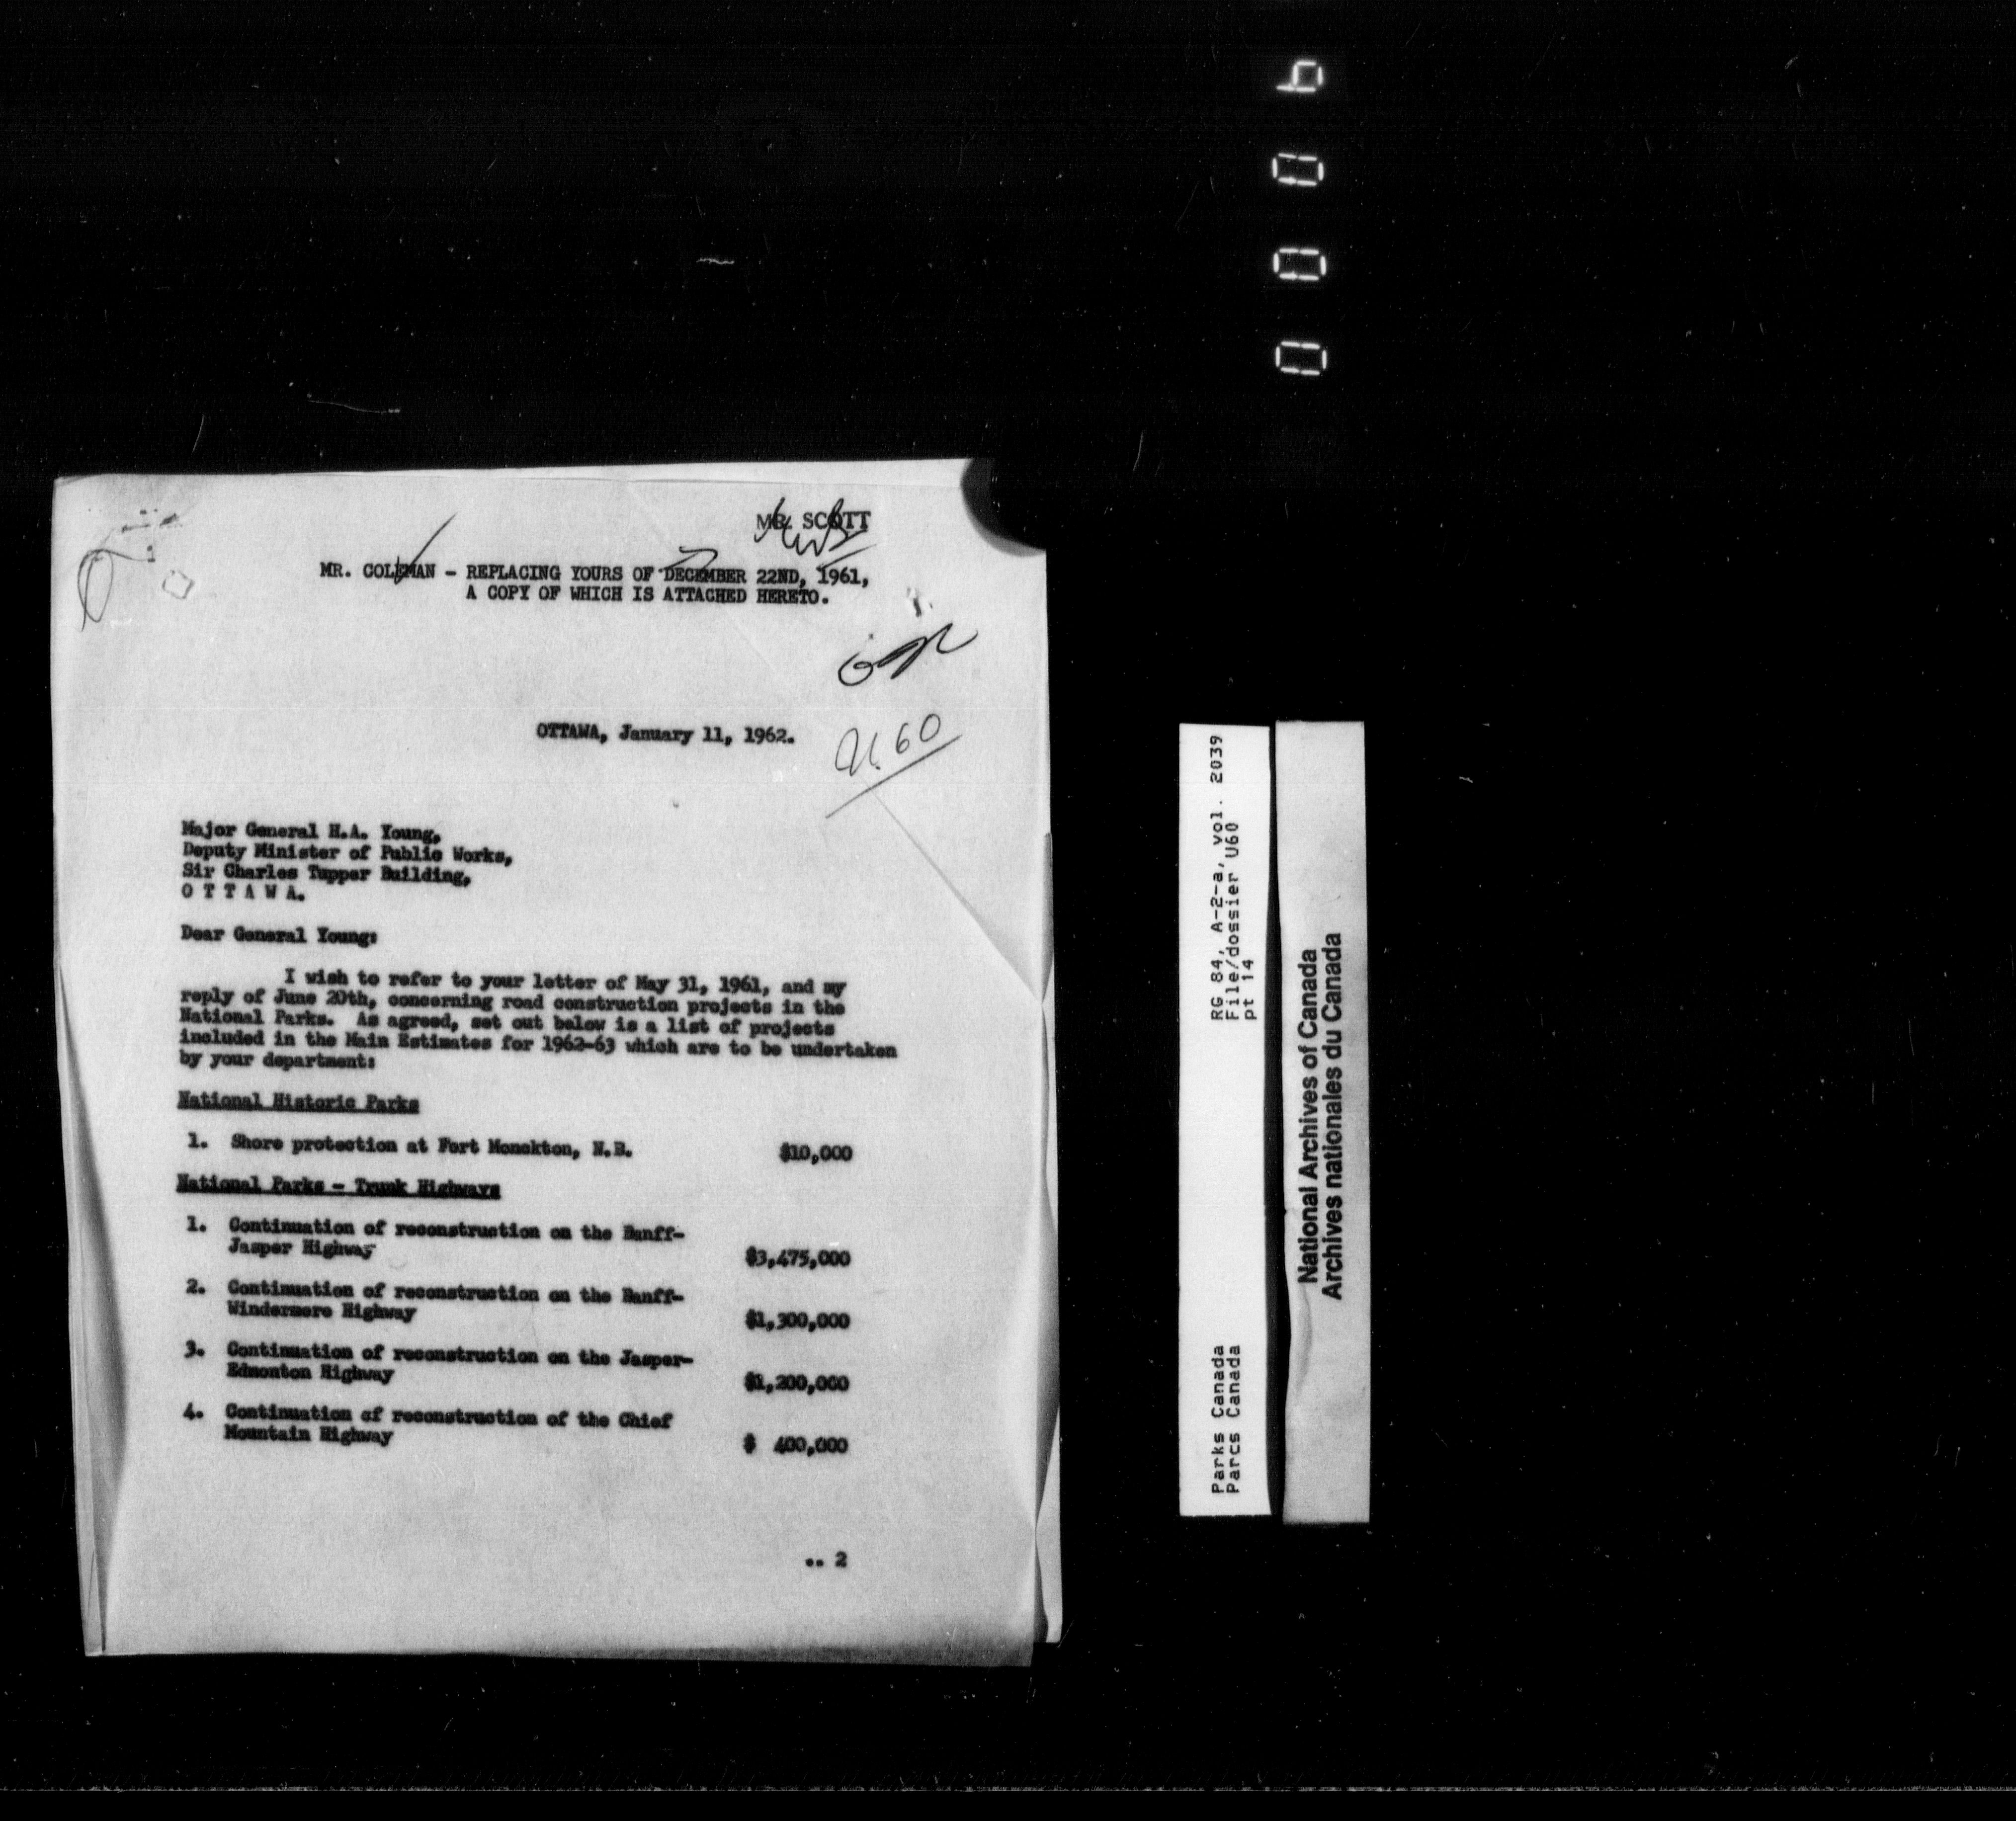 MR. SCOTT
MR. COLEMAN - REPLACING YOURS OF DECEMBER 22ND, 1961,
A COPY OF WHICH IS ATTACHED HERETO.
OTTAWA, January 11, 1962.
U.60
Major General H.A. Young,
Deputy Minister of Public Works,
Sir Charles Tupper Building,
O T T A W A.
Dear General Young:
I wish to refer to your letter of May 31, 1961, and my
reply of June 20th, concerning road construction projects in the
National Parks. As agreed, set out below is a list of projects
included in the Main Estimates for 1962-63 which are to be undertaken
by your department:
National Historic Parks
1. Shore protection at Fort Monckton, N.B. $10,000
National Parks - Trunk Highways
1. Continuation of reconstruction on the Banff-
Jasper Highway $3,475,000
2. Continuation of reconstruction on the Banff-
Windermere Highway $1,300,000
3. Continuation of reconstruction on the Jasper-
Edmonton Highway $1,200,000
4. Continuation of reconstruction of the Chief
Mountain Highway $ 400,000
.. 2
Parks Canada
Parcs Canada
RG 84, A-2-a, vol. 2039
File/dossier U60
pt 14
National Archives of Canada
Archives nationales du Canada